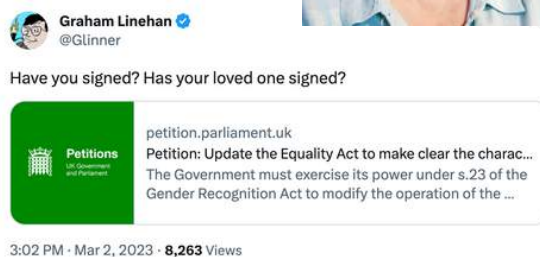 Graham Linehan
@Glinner
Have you signed? Has your loved one signed?
Petitions
UK Government
and Parliament
petition.parliament.uk
Petition: Update the Equality Act to make clear the charac...
The Government must exercise its power under s.23 of the
Gender Recognition Act to modify the operation of the ...
3:02 PM · Mar 2, 2023 · 8,263 Views